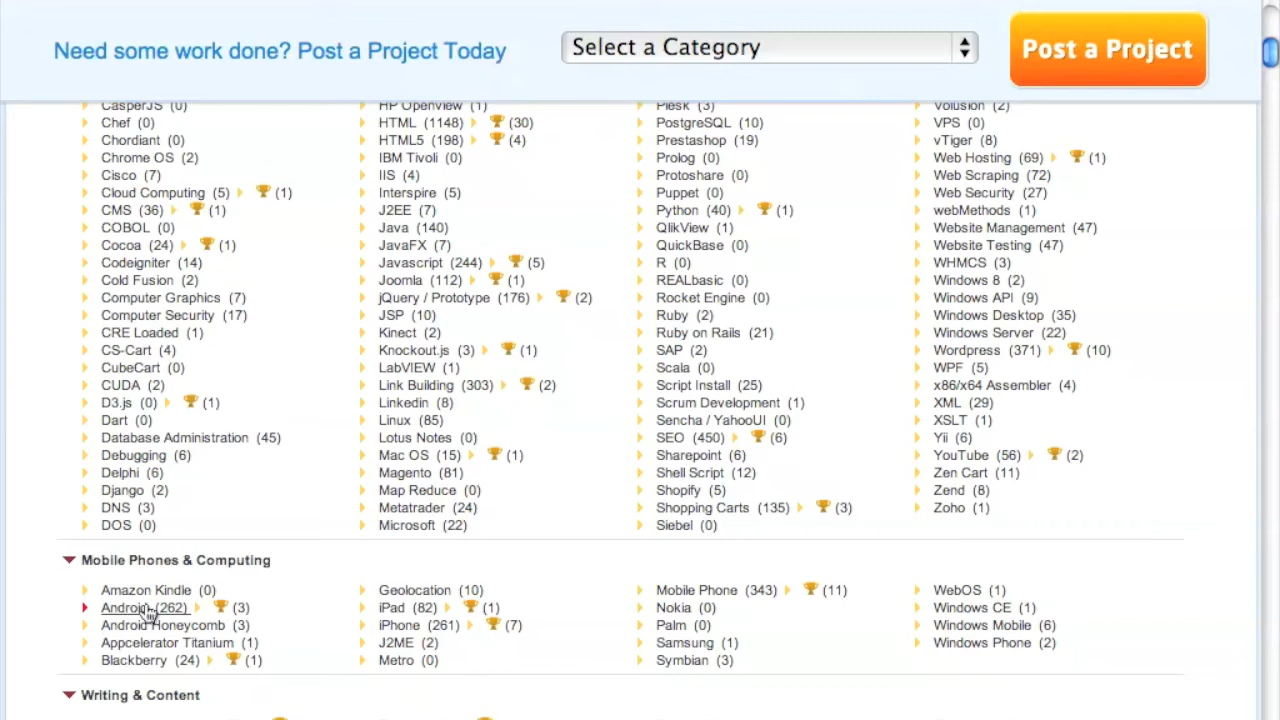 Need some work done? Post a Project Today
Select a Category
Post a Project
CasperJS (0)
Chef (0)
Chordiant (0)
Chrome OS (2)
Cisco (7)
Cloud Computing (5) (1)
CMS (36) (1)
COBOL (0)
Cocoa (24) (1)
Codeigniter (14)
Cold Fusion (2)
Computer Graphics (7)
Computer Security (17)
CRE Loaded (1)
CS-Cart (4)
CubeCart (0)
CUDA (2)
D3.js (0) (1)
Dart (0)
Database Administration (45)
Debugging (6)
Delphi (6)
Django (2)
DNS (3)
DOS (0)
HP Openview (1)
HTML (1148) (30)
HTML5 (198) (4)
IBM Tivoli (0)
IIS (4)
Interspire (5)
J2EE (7)
Java (140)
JavaFX (7)
Javascript (244) (5)
Joomla (112) (1)
jQuery / Prototype (176) (2)
JSP (10)
Kinect (2)
Knockout.js (3) (1)
LabVIEW (1)
Link Building (303) (2)
Linkedin (8)
Linux (85)
Lotus Notes (0)
Mac OS (15) (1)
Magento (81)
Map Reduce (0)
Metatrader (24)
Microsoft (22)
Plesk (3)
PostgreSQL (10)
Prestashop (19)
Prolog (0)
Protoshare (0)
Puppet (0)
Python (40) (1)
QlikView (1)
QuickBase (0)
R (0)
REALbasic (0)
Rocket Engine (0)
Ruby (2)
Ruby on Rails (21)
SAP (2)
Scala (0)
Script Install (25)
Scrum Development (1)
Sencha / YahooUI (0)
SEO (450) (6)
Sharepoint (6)
Shell Script (12)
Shopify (5)
Shopping Carts (135) (3)
Siebel (0)
Volusion (2)
VPS (0)
vTiger (8)
Web Hosting (69) (1)
Web Scraping (72)
Web Security (27)
webMethods (1)
Website Management (47)
Website Testing (47)
WHMCS (3)
Windows 8 (2)
Windows API (9)
Windows Desktop (35)
Windows Server (22)
Wordpress (371) (10)
WPF (5)
x86/x64 Assembler (4)
XML (29)
XSLT (1)
Yii (6)
YouTube (56) (2)
Zen Cart (11)
Zend (8)
Zoho (1)
Mobile Phones & Computing
Amazon Kindle (0)
Android (262) (3)
Android Honeycomb (3)
Appcelerator Titanium (1)
Blackberry (24) (1)
Geolocation (10)
iPad (82) (1)
iPhone (261) (7)
J2ME (2)
Metro (0)
Mobile Phone (343) (11)
Nokia (0)
Palm (0)
Samsung (1)
Symbian (3)
WebOS (1)
Windows CE (1)
Windows Mobile (6)
Windows Phone (2)
Writing & Content